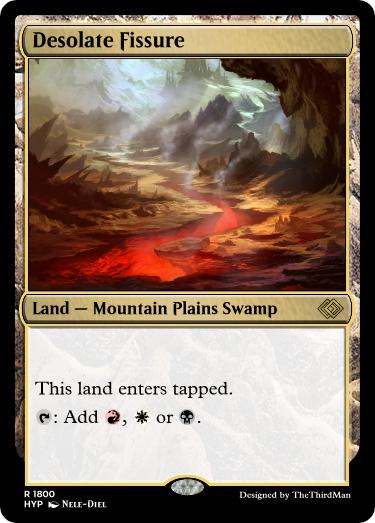 Desolate Fissure
Land — Mountain Plains Swamp
This land enters tapped.
: Add , or .
R 1800
HYP Nele-Diel
Designed by TheThirdMan